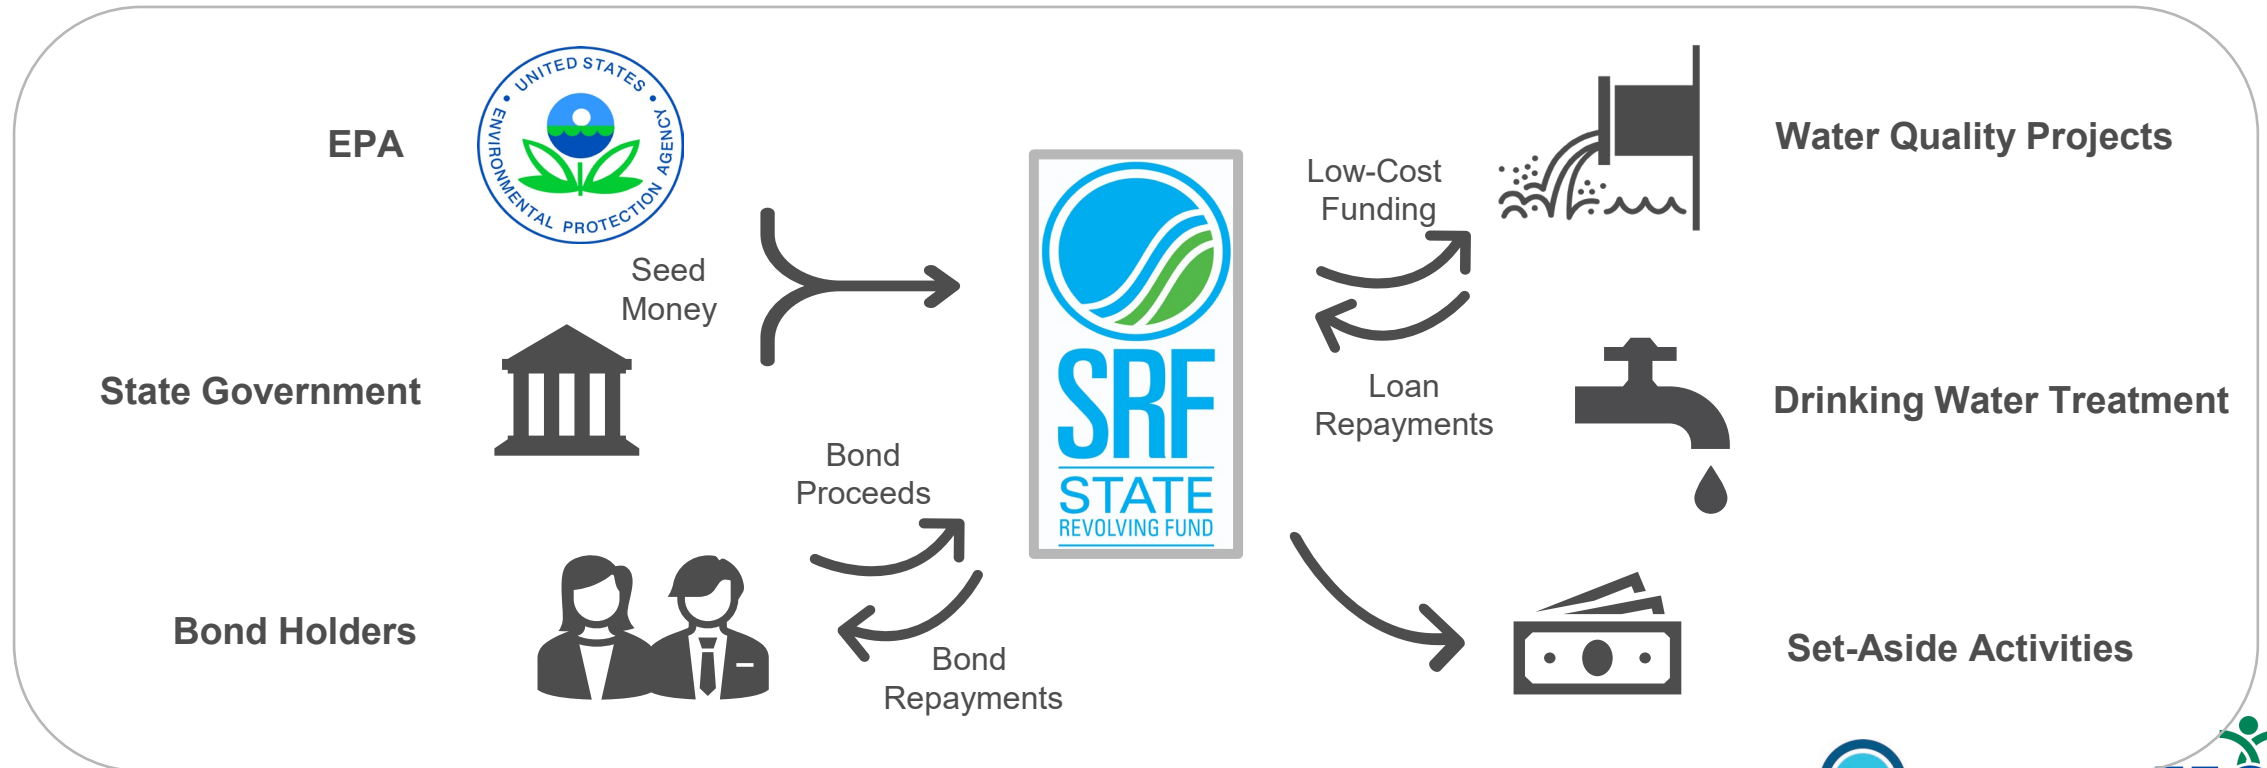 EPA
UNITED STATES
ENVIRONMENTAL PROTECTION AGENCY
Seed
Money
State Government
Bond
Proceeds
Bond Holders
Bond
Repayments
SRF
STATE
REVOLVING FUND
Low-Cost
Funding
Loan
Repayments
Water Quality Projects
Drinking Water Treatment
Set-Aside Activities